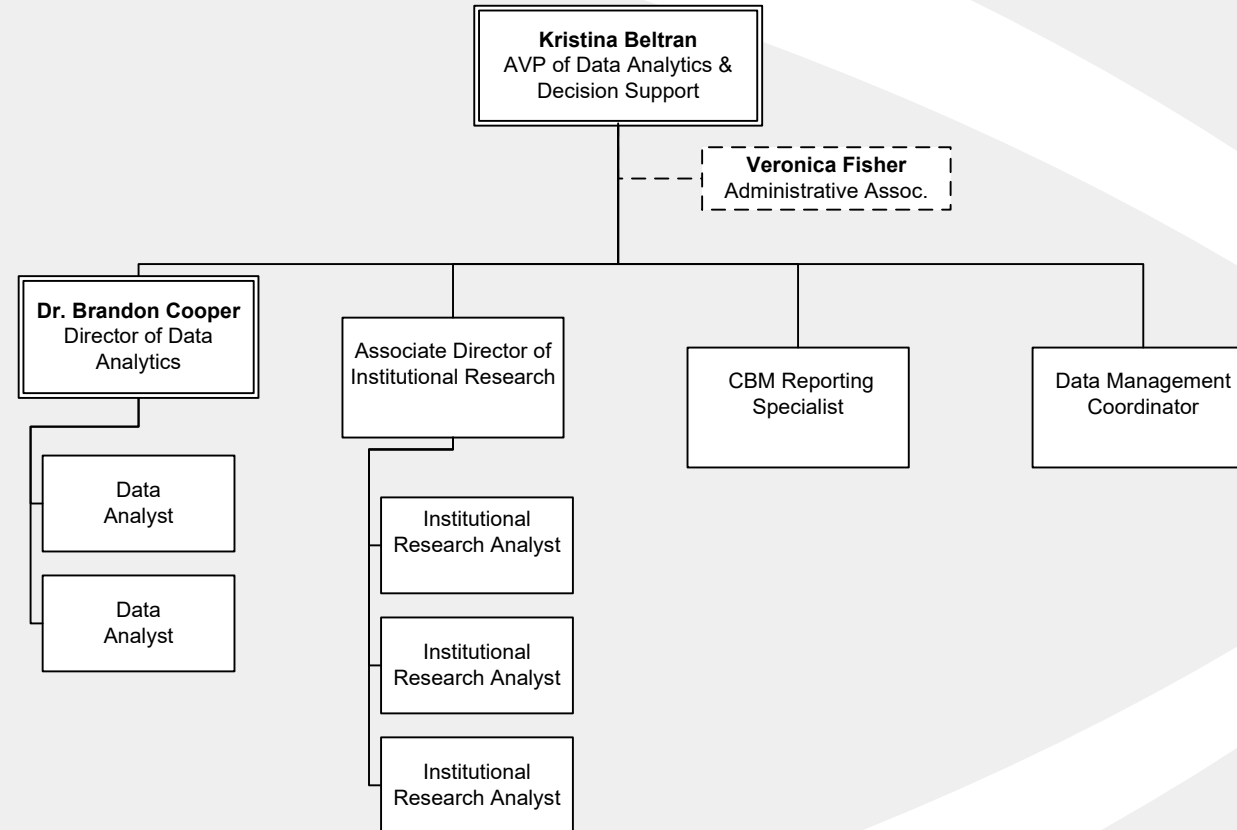 Kristina Beltran
AVP of Data Analytics &
Decision Support
Veronica Fisher
Administrative Assoc.
Dr. Brandon Cooper
Director of Data
Analytics
Associate Director of
Institutional Research
CBM Reporting
Specialist
Data Management
Coordinator
Data
Analyst
Data
Analyst
Institutional
Research Analyst
Institutional
Research Analyst
Institutional
Research Analyst